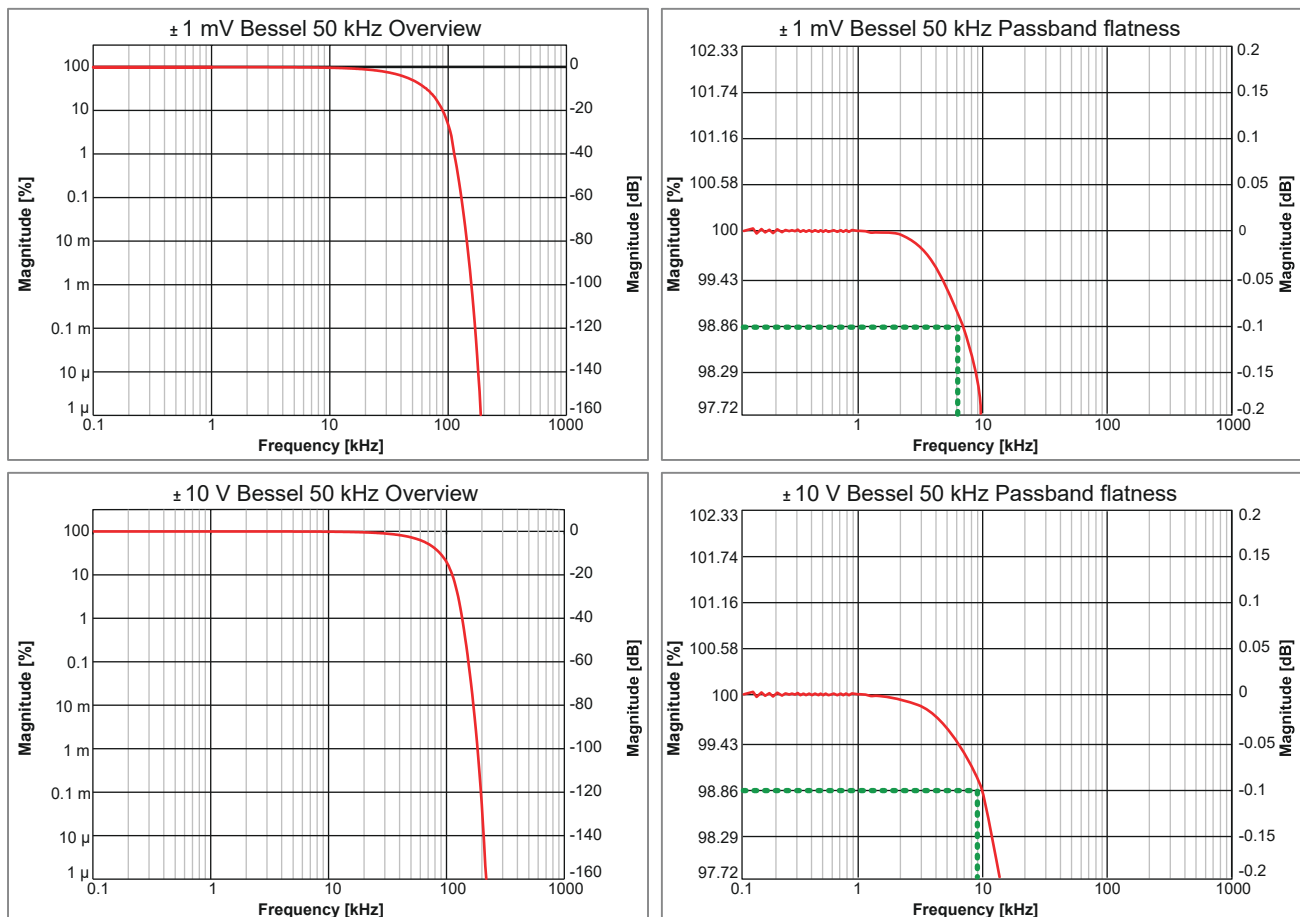 ± 1 mV Bessel 50 kHz Overview
Magnitude [%]
100
10
1
0.1
10 m
1 m
0.1 m
10 µ
1 µ
0
-20
-40
-60
-80
-100
-120
-140
-160
Magnitude [dB]
0.1 1 10 100 1000
Frequency [kHz]
± 1 mV Bessel 50 kHz Passband flatness
Magnitude [%]
102.33
101.74
101.16
100.58
100
99.43
98.86
98.29
97.72
0.2
0.15
0.1
0.05
0
-0.05
-0.1
-0.15
-0.2
Magnitude [dB]
1 10 100 1000
Frequency [kHz]
± 10 V Bessel 50 kHz Overview
Magnitude [%]
100
10
1
0.1
10 m
1 m
0.1 m
10 µ
1 µ
0
-20
-40
-60
-80
-100
-120
-140
-160
Magnitude [dB]
0.1 1 10 100 1000
Frequency [kHz]
± 10 V Bessel 50 kHz Passband flatness
Magnitude [%]
102.33
101.74
101.16
100.58
100
99.43
98.86
98.29
97.72
0.2
0.15
0.1
0.05
0
-0.05
-0.1
-0.15
-0.2
Magnitude [dB]
0.1 1 10 100 1000
Frequency [kHz]